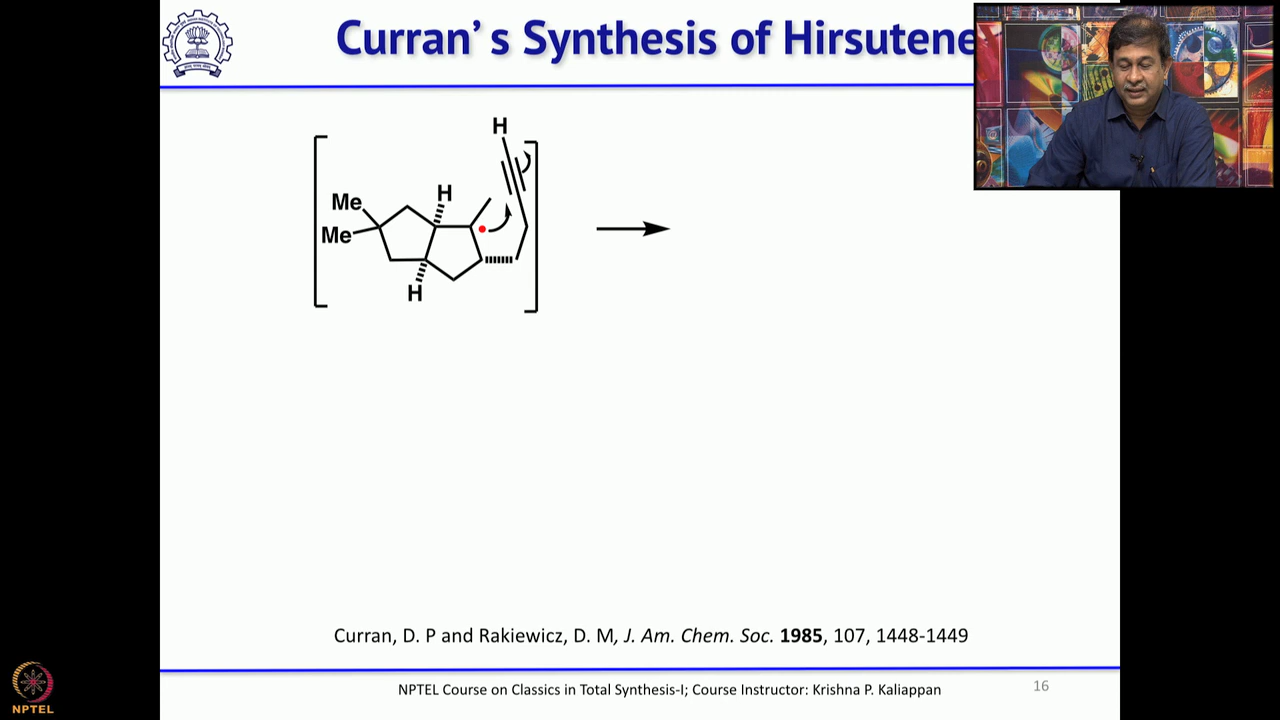 Curran's Synthesis of Hirsutene
H
H
Me
Me
H
Curran, D. P and Rakiewicz, D. M, J. Am. Chem. Soc. 1985, 107, 1448-1449
NPTEL Course on Classics in Total Synthesis-I; Course Instructor: Krishna P. Kaliappan
16
NPTEL